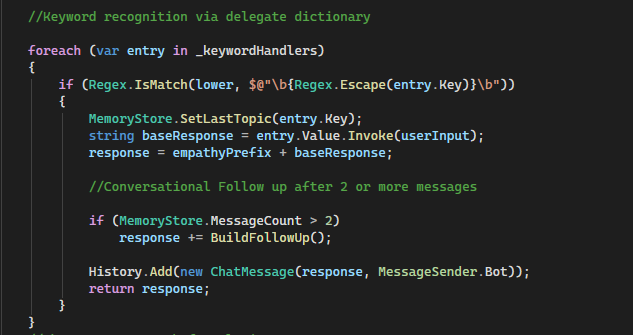 //Keyword recognition via delegate dictionary
foreach (var entry in _keywordHandlers)
{
if (Regex.IsMatch(lower, $@"\b{Regex.Escape(entry.Key)}\b"))
{
MemoryStore.SetLastTopic(entry.Key);
string baseResponse = entry.Value.Invoke(userInput);
response = empathyPrefix + baseResponse;
//Conversational Follow up after 2 or more messages
if (MemoryStore.MessageCount > 2)
response += BuildFollowUp();
History.Add(new ChatMessage(response, MessageSender.Bot));
return response;
}
}